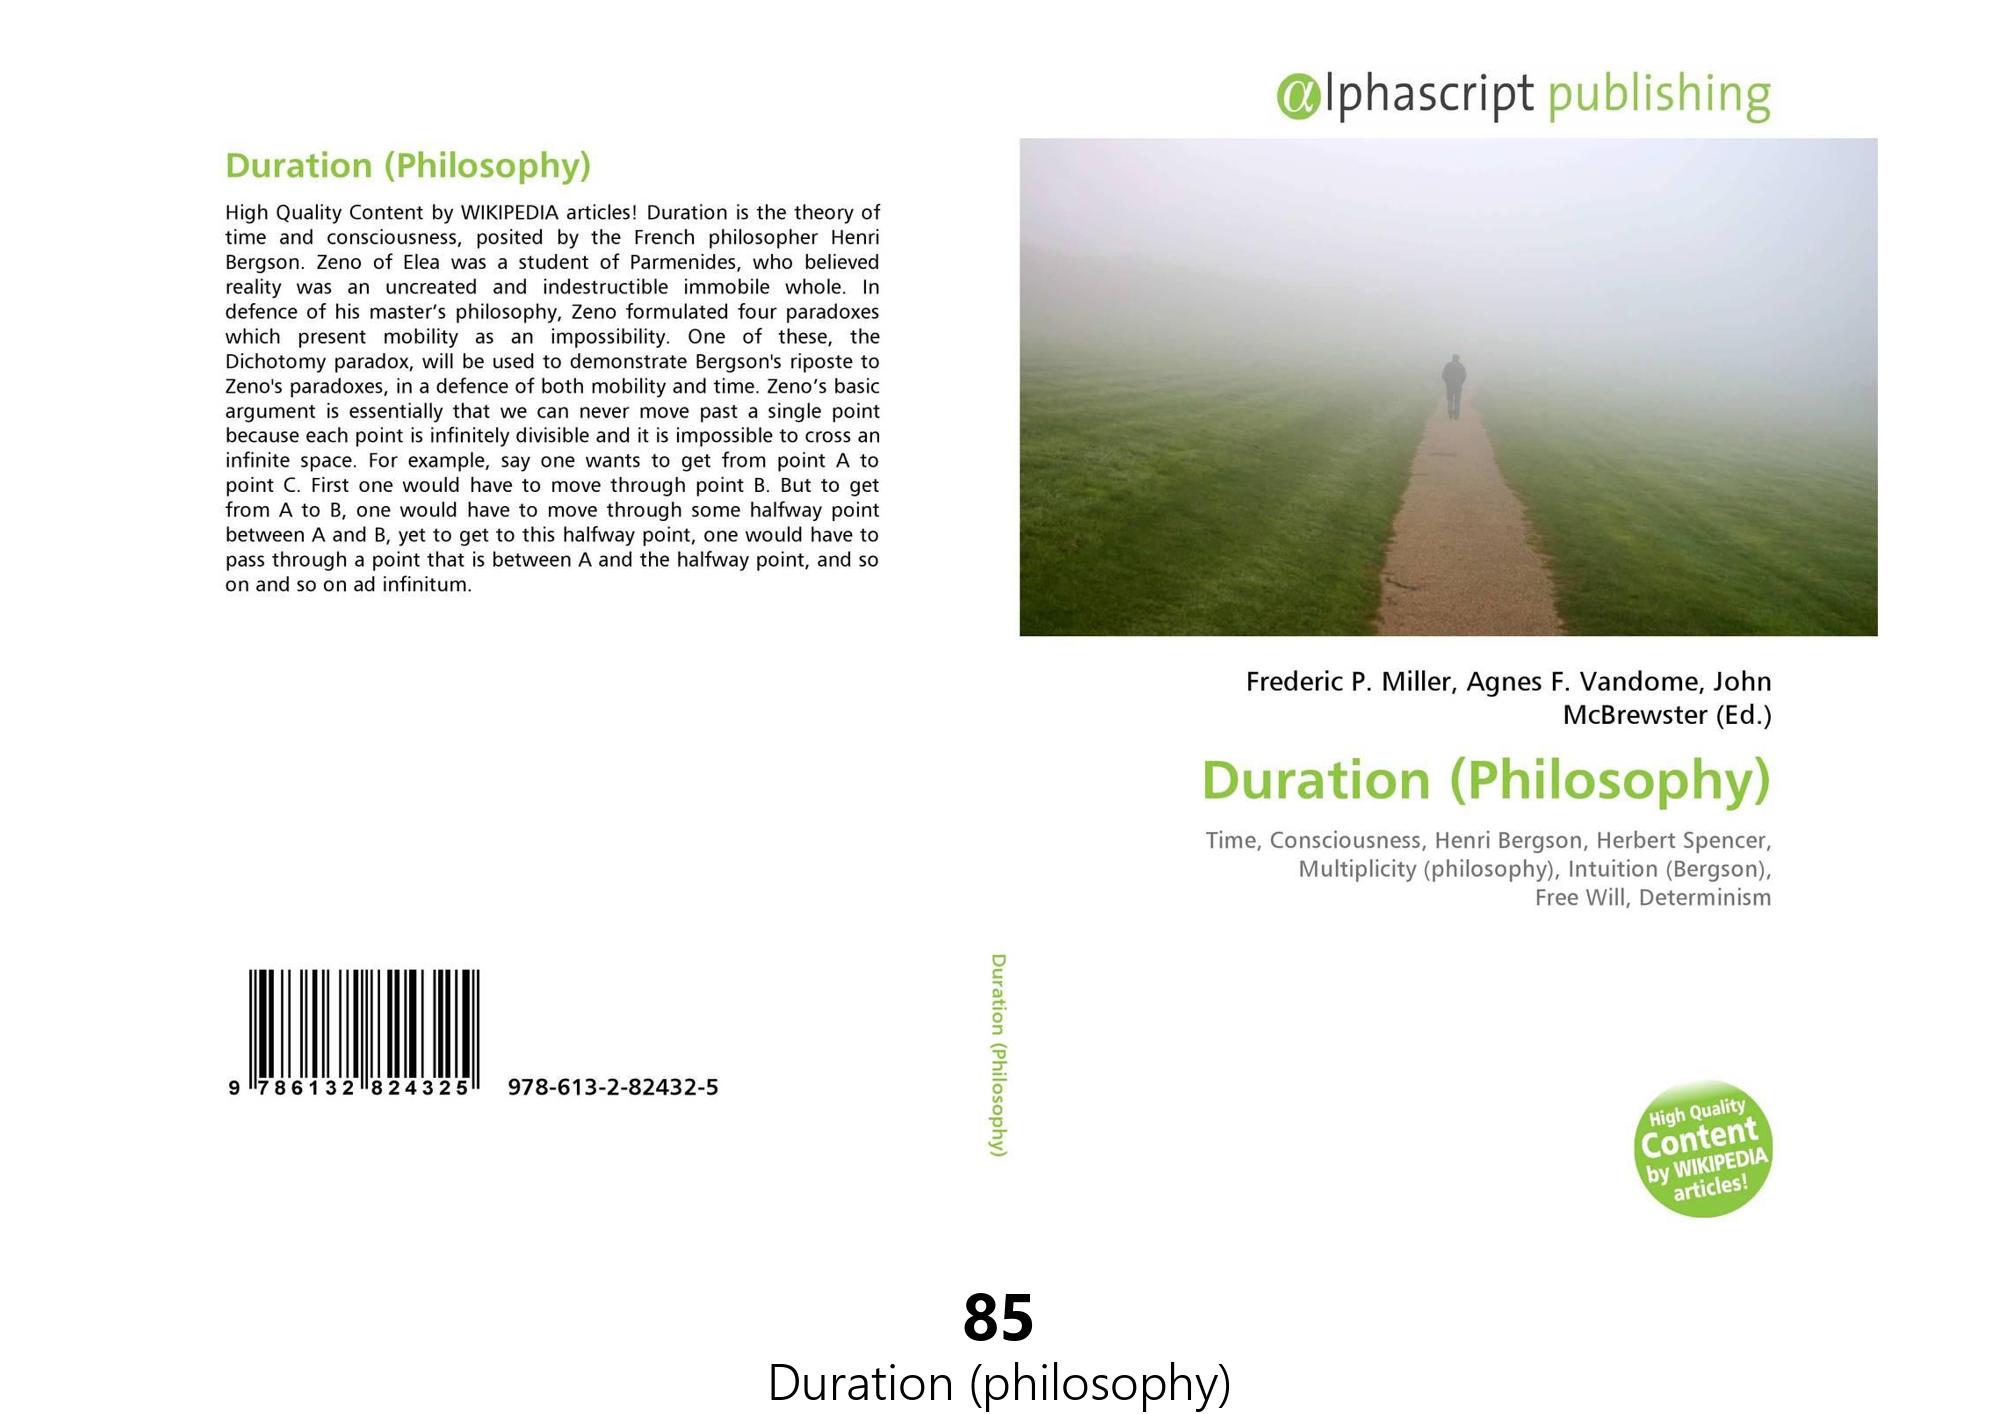 αlphascript publishing
Duration (Philosophy)
High Quality Content by WIKIPEDIA articles! Duration is the theory of
time and consciousness, posited by the French philosopher Henri
Bergson. Zeno of Elea was a student of Parmenides, who believed
reality was an uncreated and indestructible immobile whole. In
defence of his master’s philosophy, Zeno formulated four paradoxes
which present mobility as an impossibility. One of these, the
Dichotomy paradox, will be used to demonstrate Bergson's riposte to
Zeno's paradoxes, in a defence of both mobility and time. Zeno’s basic
argument is essentially that we can never move past a single point
because each point is infinitely divisible and it is impossible to cross an
infinite space. For example, say one wants to get from point A to
point C. First one would have to move through point B. But to get
from A to B, one would have to move through some halfway point
between A and B, yet to get to this halfway point, one would have to
pass through a point that is between A and the halfway point, and so
on and so on ad infinitum.
9 786132 824325
978-613-2-82432-5
Duration (Philosophy)
Frederic P. Miller, Agnes F. Vandome, John
McBrewster (Ed.)
Duration (Philosophy)
Time, Consciousness, Henri Bergson, Herbert Spencer,
Multiplicity (philosophy), Intuition (Bergson),
Free Will, Determinism
High Quality
Content
by WIKIPEDIA
articles!
85
Duration (philosophy)